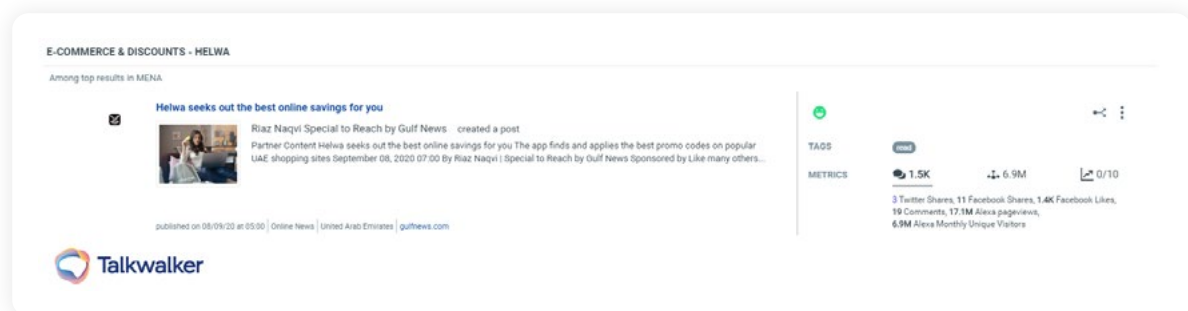 E-COMMERCE & DISCOUNTS - HELWA
Among top results in MENA
Helwa seeks out the best online savings for you
Riaz Naqvi Special to Reach by Gulf News created a post
Partner Content Helwa seeks out the best online savings for you The app finds and applies the best promo codes on popular
UAE shopping sites September 08, 2020 07:00 By Riaz Naqvi | Special to Reach by Gulf News Sponsored by Like many others...
published on 08/09/20 at 05:00 | Online News | United Arab Emirates | gulfnews.com
TAGS read
METRICS 1.5K 6.9M 0/10
3 Twitter Shares, 11 Facebook Shares, 1.4K Facebook Likes,
19 Comments, 17.1M Alexa pageviews,
6.9M Alexa Monthly Unique Visitors
Talkwalker